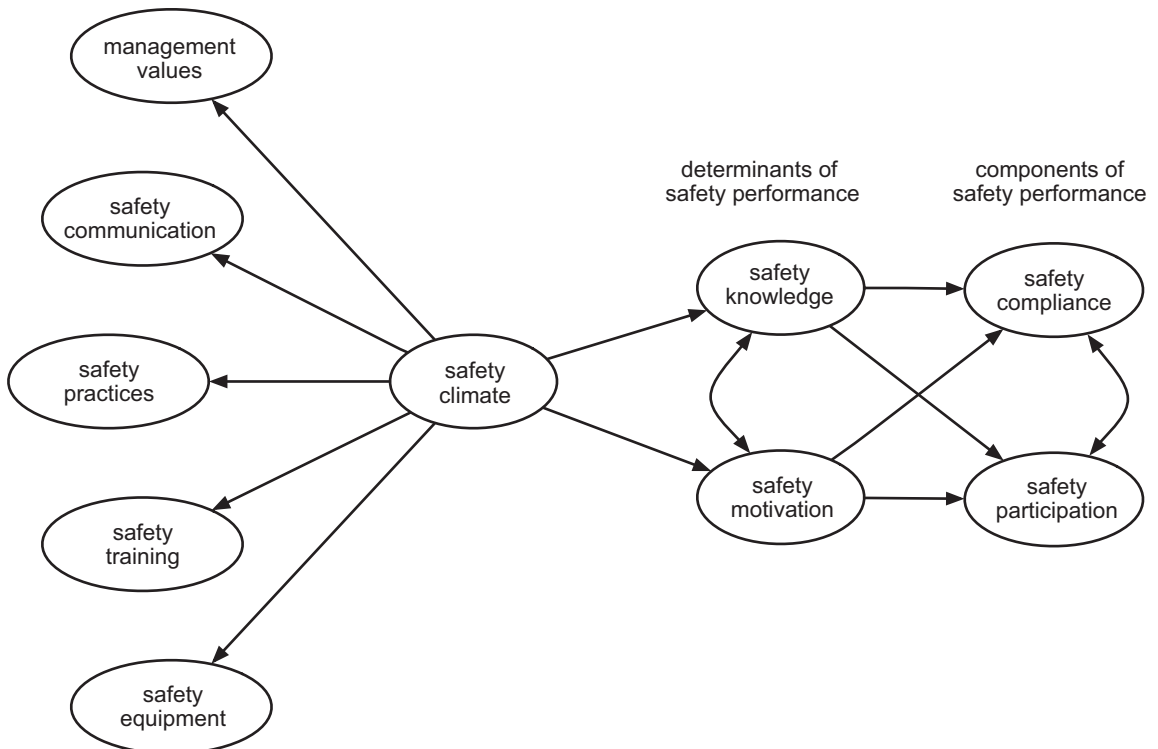 management
values
safety
communication
safety
practices
safety
training
safety
equipment
safety
climate
determinants of
safety performance
safety
knowledge
safety
motivation
components of
safety performance
safety
compliance
safety
participation